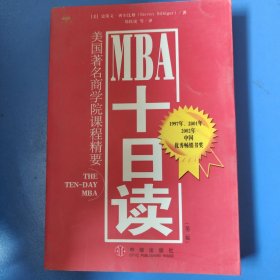 [美] 史蒂文·西尔比格（Steven Silbiger） 著
MBA
十日读
美国著名商学院课程精要
THE
TEN-DAY
MBA
1997年、2001年
2002年
中国
优秀畅销书奖
中信出版社
CITIC PUBLISHING HOUSE